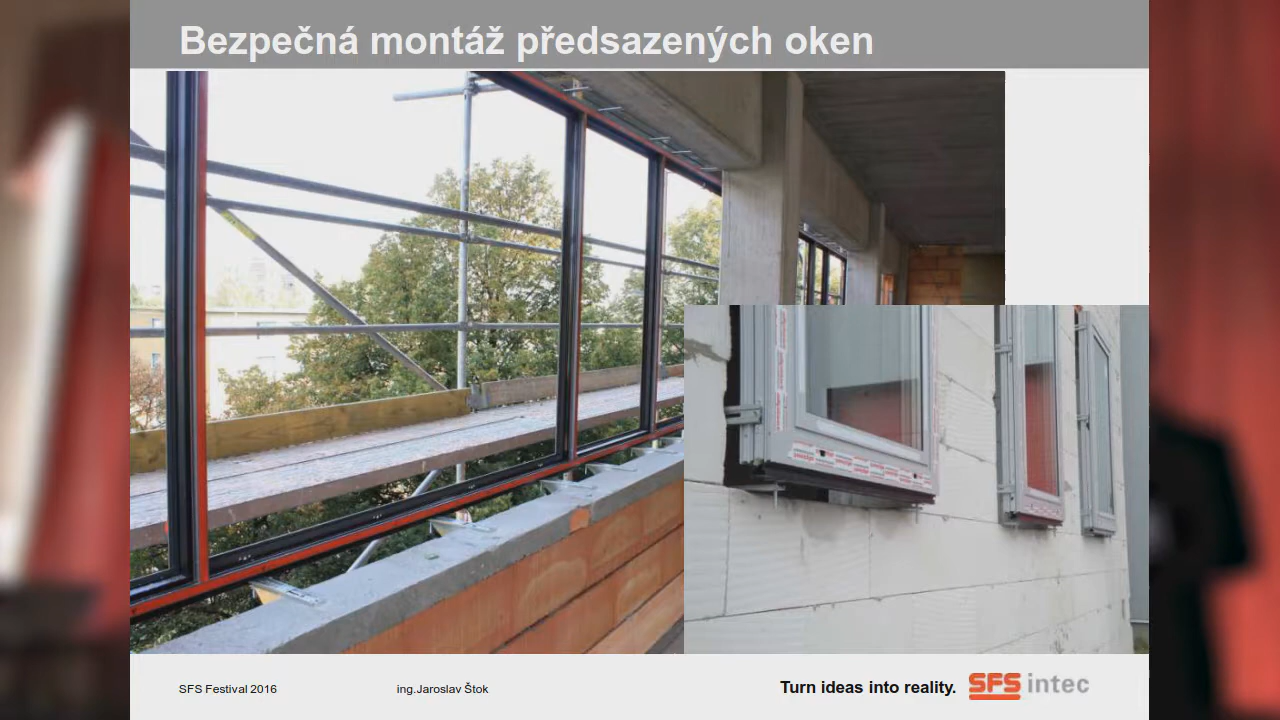 Bezpečná montáž předsazených oken
SFS Festival 2016
ing.Jaroslav Štok
Turn ideas into reality.
SFS intec